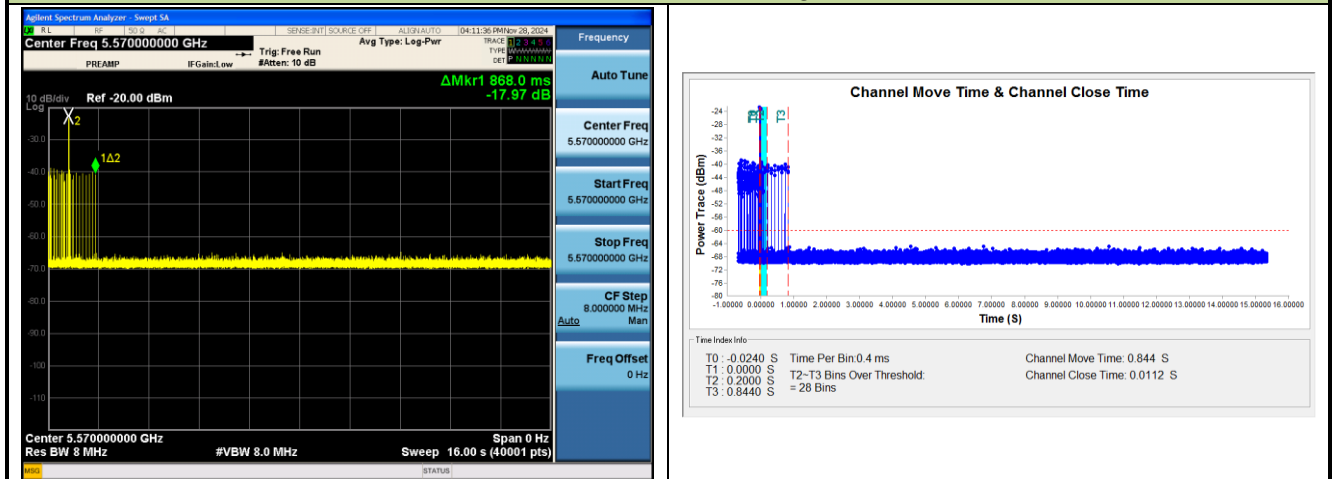 Agilent Spectrum Analyzer - Swept SA
RL RF 50 Ω AC SENSE:INT SOURCE OFF ALIGNAUTO 04:11:36 PM Nov 28, 2024
Center Freq 5.570000000 GHz
PREAMP
IFGain:Low
Trig: Free Run
#Atten: 10 dB
Avg Type: Log-Pwr
TRACE 1 2 3 4 5 6
TYPE
DET P N N N N N
ΔMkr1 868.0 ms
-17.97 dB
10 dB/div Ref -20.00 dBm
Log
2
1Δ2
-30.0
-40.0
-50.0
-60.0
-70.0
-80.0
-90.0
-100
-110
Center 5.570000000 GHz
Span 0 Hz
Res BW 8 MHz #VBW 8.0 MHz Sweep 16.00 s (40001 pts)
MSG STATUS
Frequency
Auto Tune
Center Freq
5.570000000 GHz
Start Freq
5.570000000 GHz
Stop Freq
5.570000000 GHz
CF Step
8.000000 MHz
Auto Man
Freq Offset
0 Hz
Channel Move Time & Channel Close Time
T3
Power Trace (dBm)
-24
-28
-32
-36
-40
-44
-48
-52
-56
-60
-64
-68
-72
-76
-80
-1.00000 0.00000 1.00000 2.00000 3.00000 4.00000 5.00000 6.00000 7.00000 8.00000 9.00000 10.00000 11.00000 12.00000 13.00000 14.00000 15.00000 16.00000
Time (S)
Time Index Info
T0 : -0.0240 S Time Per Bin:0.4 ms Channel Move Time: 0.844 S
T1 : 0.0000 S
T2 : 0.2000 S T2~T3 Bins Over Threshold: Channel Close Time: 0.0112 S
T3 : 0.8440 S = 28 Bins